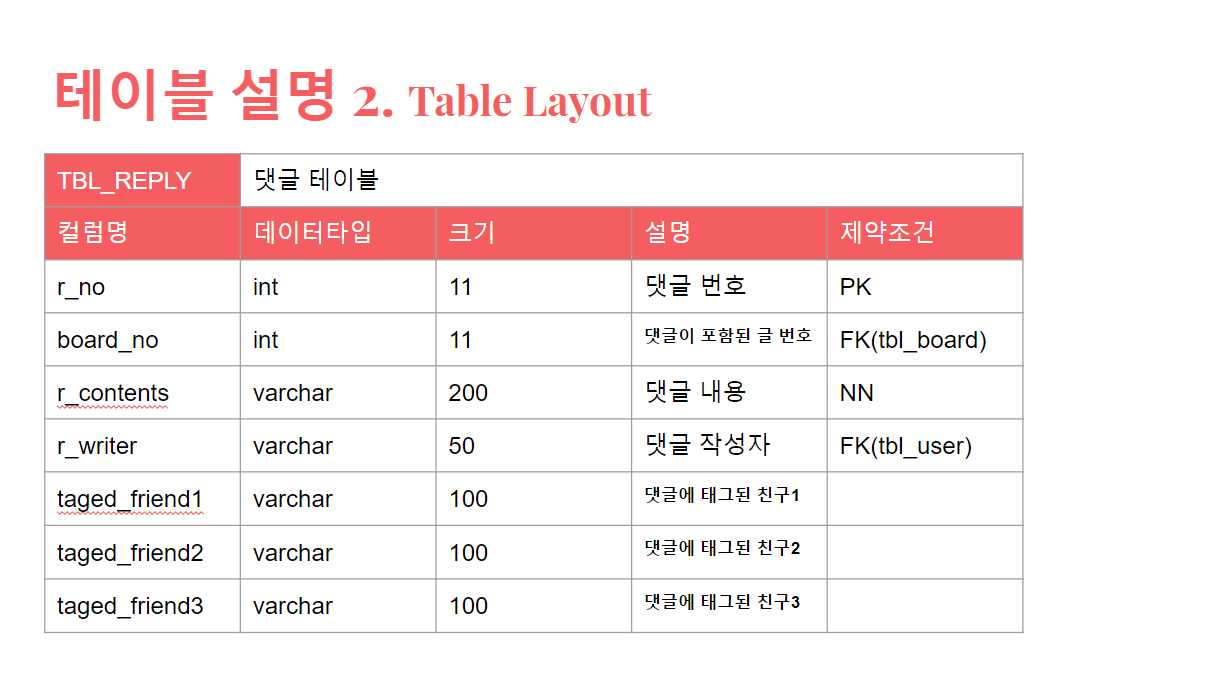 테이블 설명 2. Table Layout
TBL_REPLY 댓글 테이블
컬럼명 데이터타입 크기 설명 제약조건
r_no int 11 댓글 번호 PK
board_no int 11 댓글이 포함된 글 번호 FK(tbl_board)
r_contents varchar 200 댓글 내용 NN
r_writer varchar 50 댓글 작성자 FK(tbl_user)
taged_friend1 varchar 100 댓글에 태그된 친구1
taged_friend2 varchar 100 댓글에 태그된 친구2
taged_friend3 varchar 100 댓글에 태그된 친구3